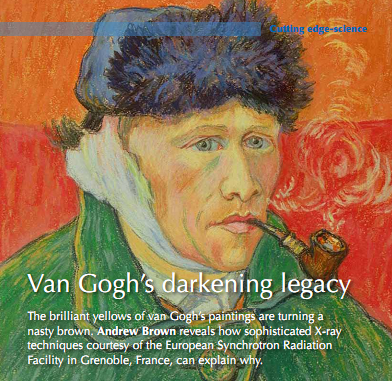 Cutting edge-science
Van Gogh's darkening legacy
The brilliant yellows of van Gogh's paintings are turning a
nasty brown. Andrew Brown reveals how sophisticated X-ray
techniques courtesy of the European Synchrotron Radiation
Facility in Grenoble, France, can explain why.